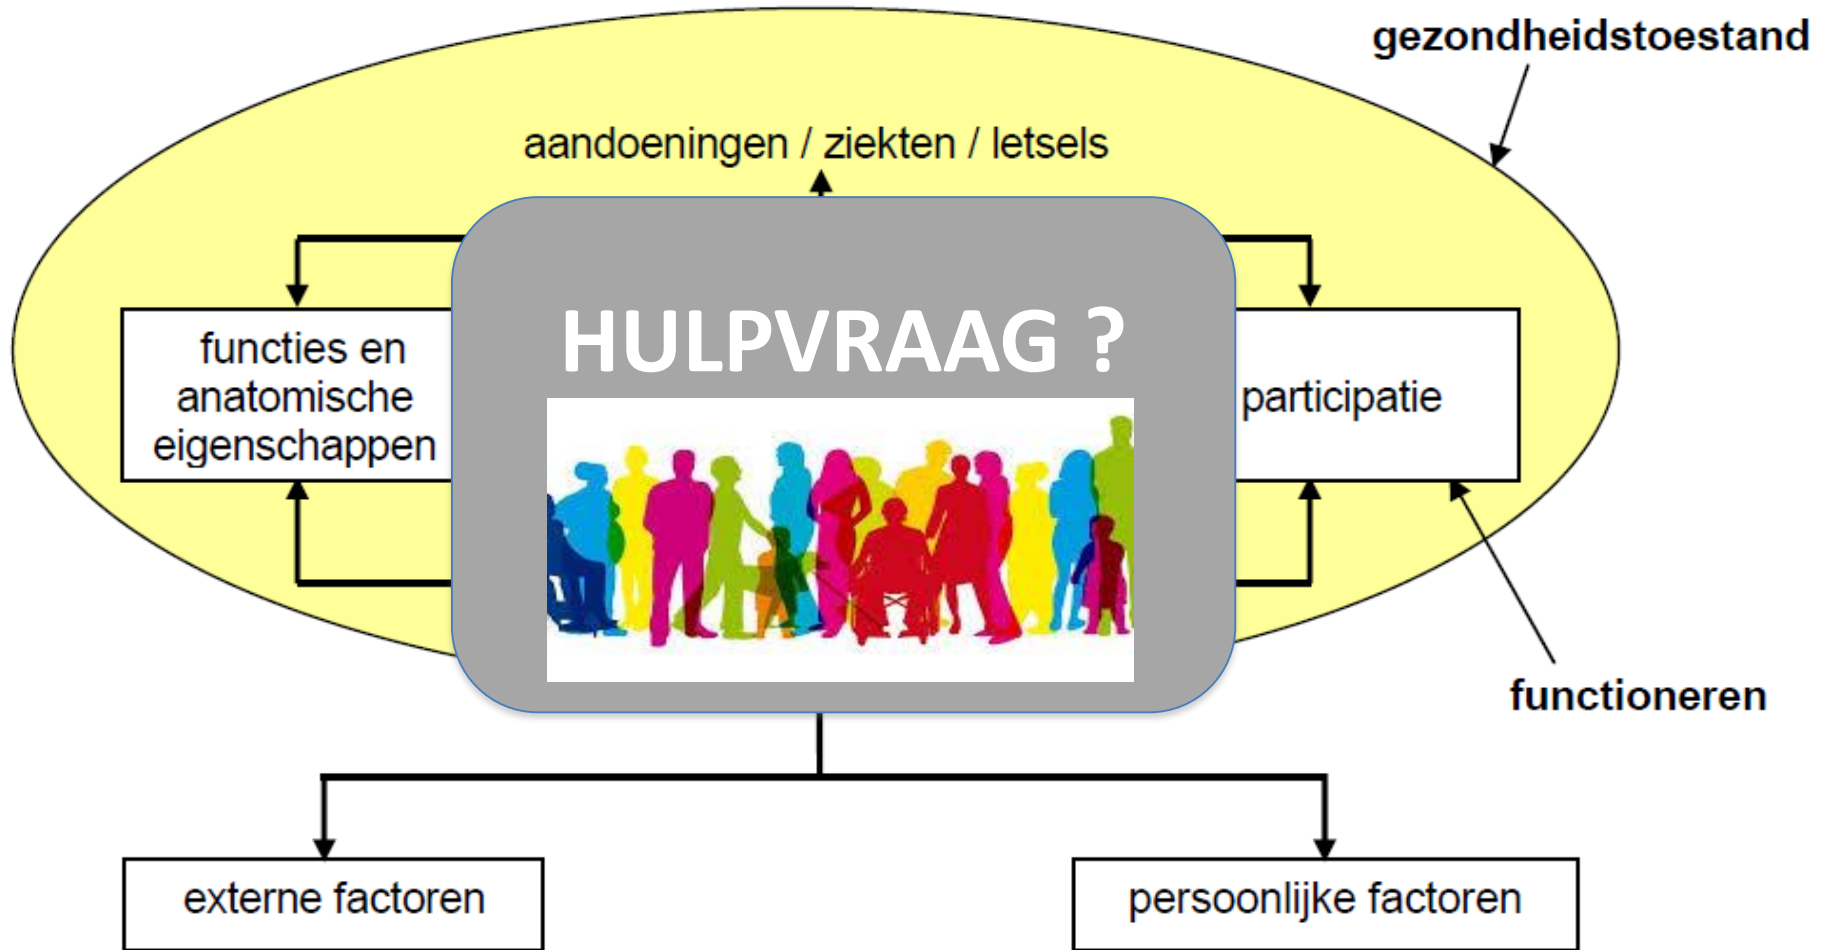 gezondheidstoestand
aandoeningen / ziekten / letsels
HULPVRAAG ?
functies en
anatomische
eigenschappen
participatie
functioneren
externe factoren
persoonlijke factoren